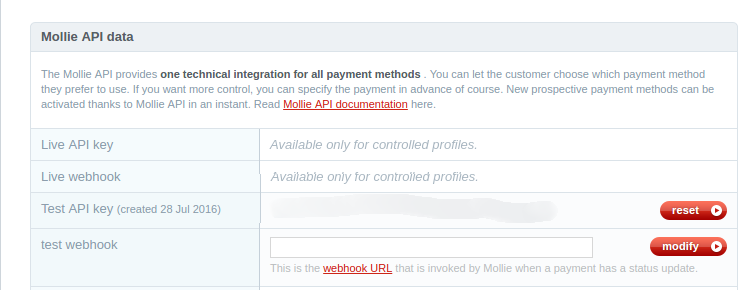 Mollie API data
The Mollie API provides one technical integration for all payment methods . You can let the customer choose which payment method
they prefer to use. If you want more control, you can specify the payment in advance of course. New prospective payment methods can be
activated thanks to Mollie API in an instant. Read Mollie API documentation here.
Live API key Available only for controlled profiles.
Live webhook Available only for controlled profiles.
Test API key (created 28 Jul 2016) reset
test webhook modify
This is the webhook URL that is invoked by Mollie when a payment has a status update.